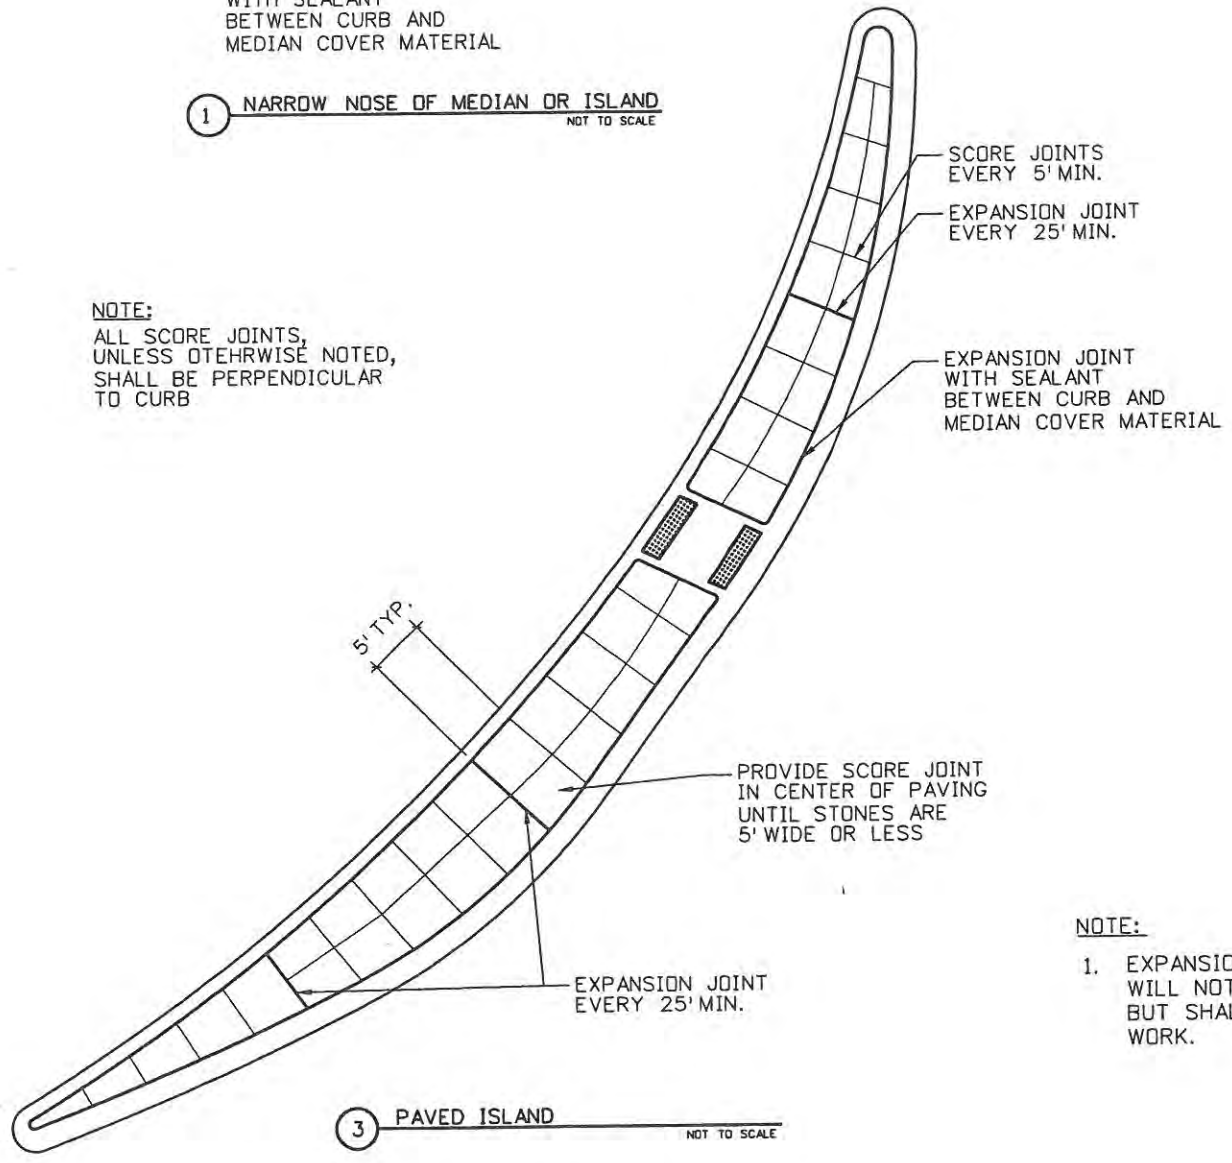 WITH SEALANT
BETWEEN CURB AND
MEDIAN COVER MATERIAL
1 NARROW NOSE OF MEDIAN OR ISLAND
NOT TO SCALE
SCORE JOINTS
EVERY 5' MIN.
EXPANSION JOINT
EVERY 25' MIN.
NOTE:
ALL SCORE JOINTS,
UNLESS OTEHRWISE NOTED,
SHALL BE PERPENDICULAR
TO CURB
EXPANSION JOINT
WITH SEALANT
BETWEEN CURB AND
MEDIAN COVER MATERIAL
5' TYP.
PROVIDE SCORE JOINT
IN CENTER OF PAVING
UNTIL STONES ARE
5' WIDE OR LESS
EXPANSION JOINT
EVERY 25' MIN.
NOTE:
1. EXPANSIO
WILL NOT
BUT SHAL
WORK.
3 PAVED ISLAND
NOT TO SCALE